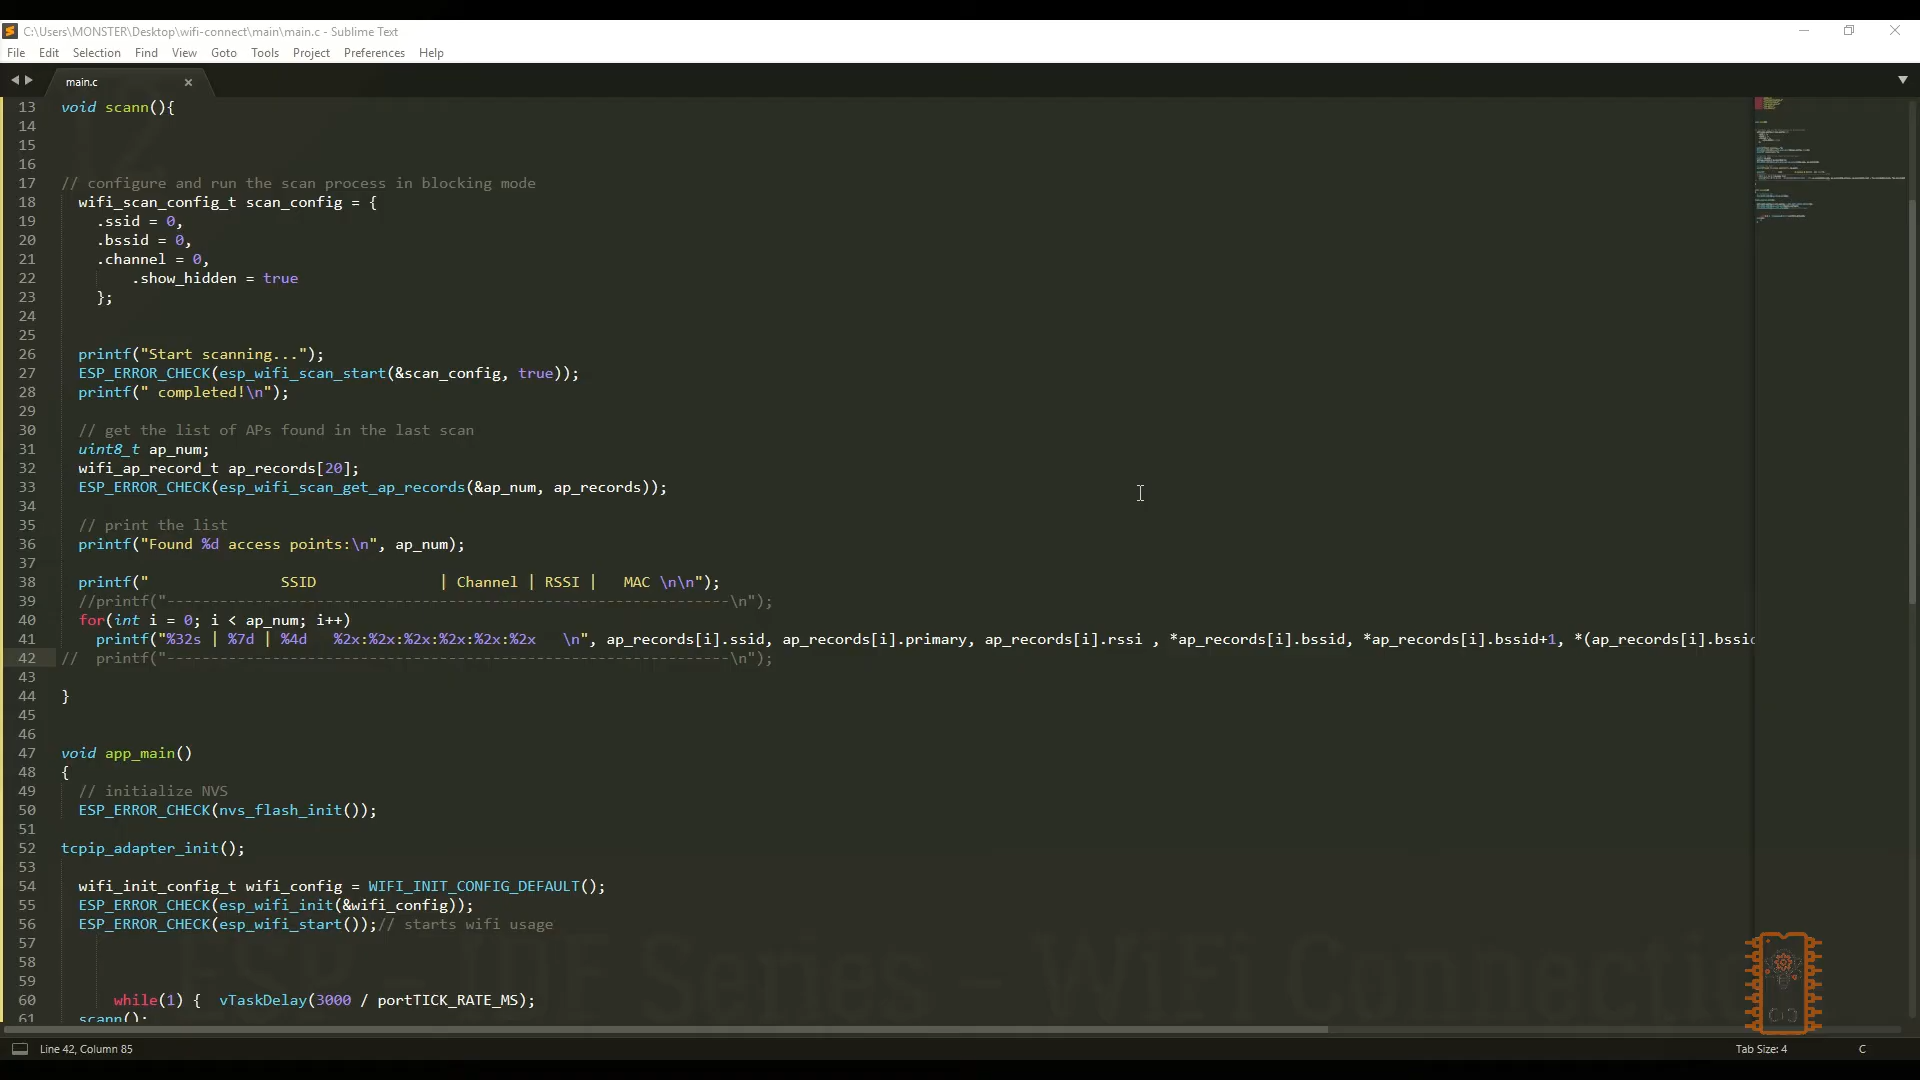 C:\Users\MONSTER\Desktop\wifi-connect\main\main.c - Sublime Text
File Edit Selection Find View Goto Tools Project Preferences Help
main.c
13 void scann(){
14
15
16
17 // configure and run the scan process in blocking mode
18 wifi_scan_config_t scan_config = {
19 .ssid = 0,
20 .bssid = 0,
21 .channel = 0,
22 .show_hidden = true
23 };
24
25
26 printf("Start scanning...");
27 ESP_ERROR_CHECK(esp_wifi_scan_start(&scan_config, true));
28 printf(" completed!\n");
29
30 // get the list of APs found in the last scan
31 uint8_t ap_num;
32 wifi_ap_record_t ap_records[20];
33 ESP_ERROR_CHECK(esp_wifi_scan_get_ap_records(&ap_num, ap_records));
34
35 // print the list
36 printf("Found %d access points:\n", ap_num);
37
38 printf("               SSID              | Channel | RSSI |   MAC \n\n");
39 //printf("----------------------------------------------------------------\n");
40 for(int i = 0; i < ap_num; i++)
41 printf("%32s | %7d | %4d   %2x:%2x:%2x:%2x:%2x:%2x   \n", ap_records[i].ssid, ap_records[i].primary, ap_records[i].rssi , *ap_records[i].bssid, *ap_records[i].bssid+1, *(ap_records[i].bssid
42 //  printf("----------------------------------------------------------------\n");
43
44 }
45
46
47 void app_main()
48 {
49 // initialize NVS
50 ESP_ERROR_CHECK(nvs_flash_init());
51
52 tcpip_adapter_init();
53
54 wifi_init_config_t wifi_config = WIFI_INIT_CONFIG_DEFAULT();
55 ESP_ERROR_CHECK(esp_wifi_init(&wifi_config));
56 ESP_ERROR_CHECK(esp_wifi_start());// starts wifi usage
57
58
59
60 while(1) {  vTaskDelay(3000 / portTICK_RATE_MS);
61 scann();
ESP - IDF Series - WiFi Connectio
Line 42, Column 85
Tab Size: 4
C